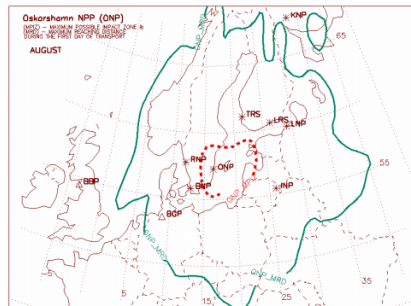 Oskarshamn NPP (ONP)
(MPIZ) - MAXIMUM POSSIBLE IMPACT ZONE &
(MRD) - MAXIMUM REACHING DISTANCE
DURING THE FIRST DAY OF TRANSPORT
AUGUST
KNP
65
TRS
LRS
LNP
RNP
ONP
BBP
BNP
INP
55
BGP
ONP_MRD
ONP_MRD
5
15
25
35